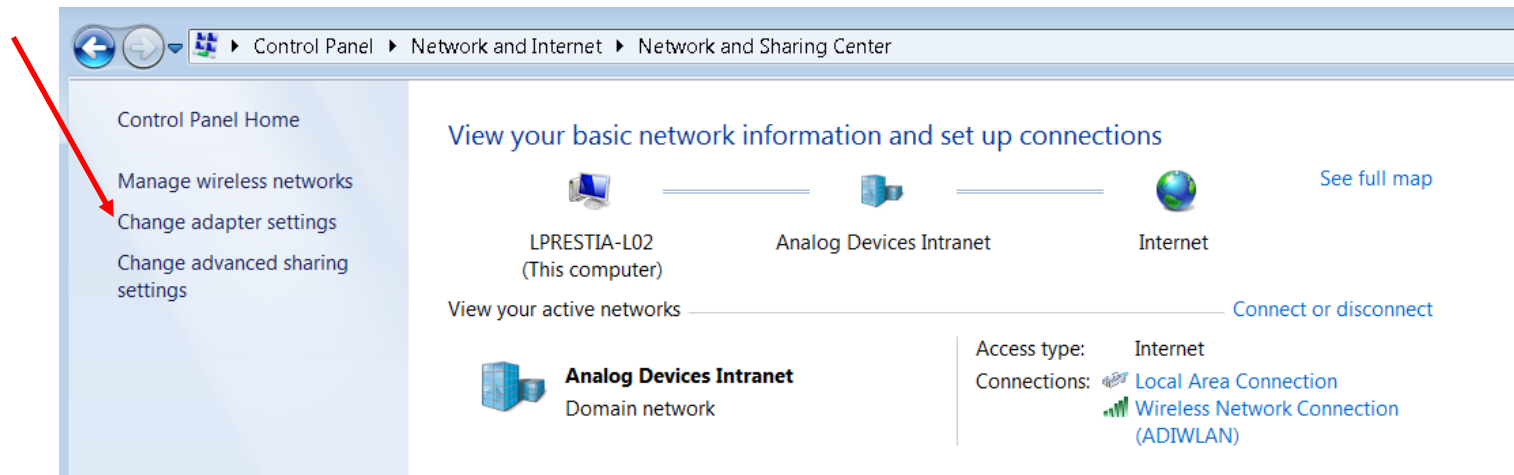 Control Panel ▸ Network and Internet ▸ Network and Sharing Center
Control Panel Home
Manage wireless networks
Change adapter settings
Change advanced sharing
settings
View your basic network information and set up connections
See full map
LPRESTIA-L02
(This computer)
Analog Devices Intranet
Internet
View your active networks
Connect or disconnect
Analog Devices Intranet
Domain network
Access type: Internet
Connections: Local Area Connection
Wireless Network Connection
(ADIWLAN)